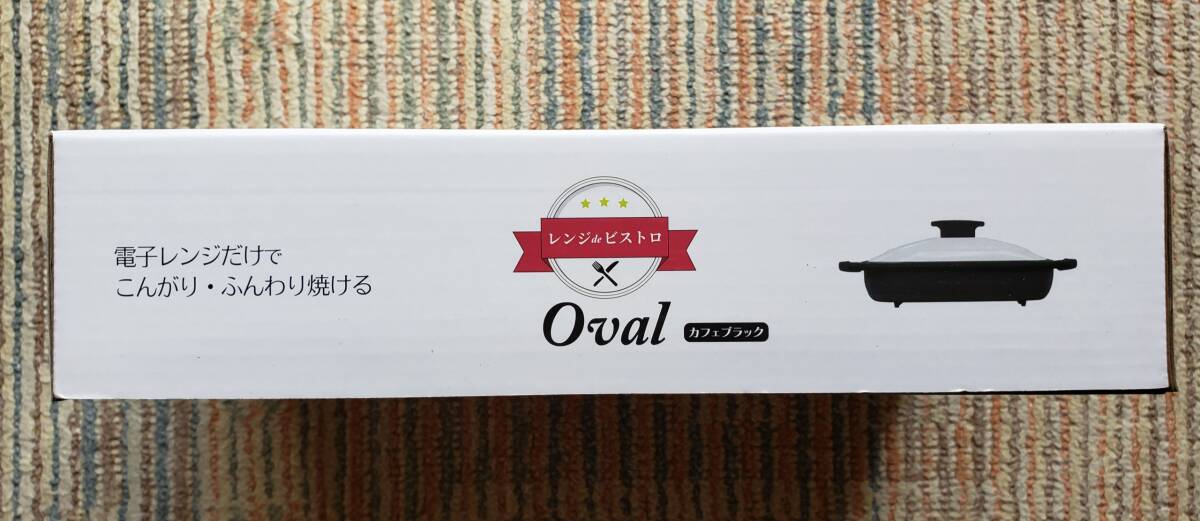 電子レンジだけで
こんがり・ふんわり焼ける
レンジdeビストロ
Oval カフェブラック